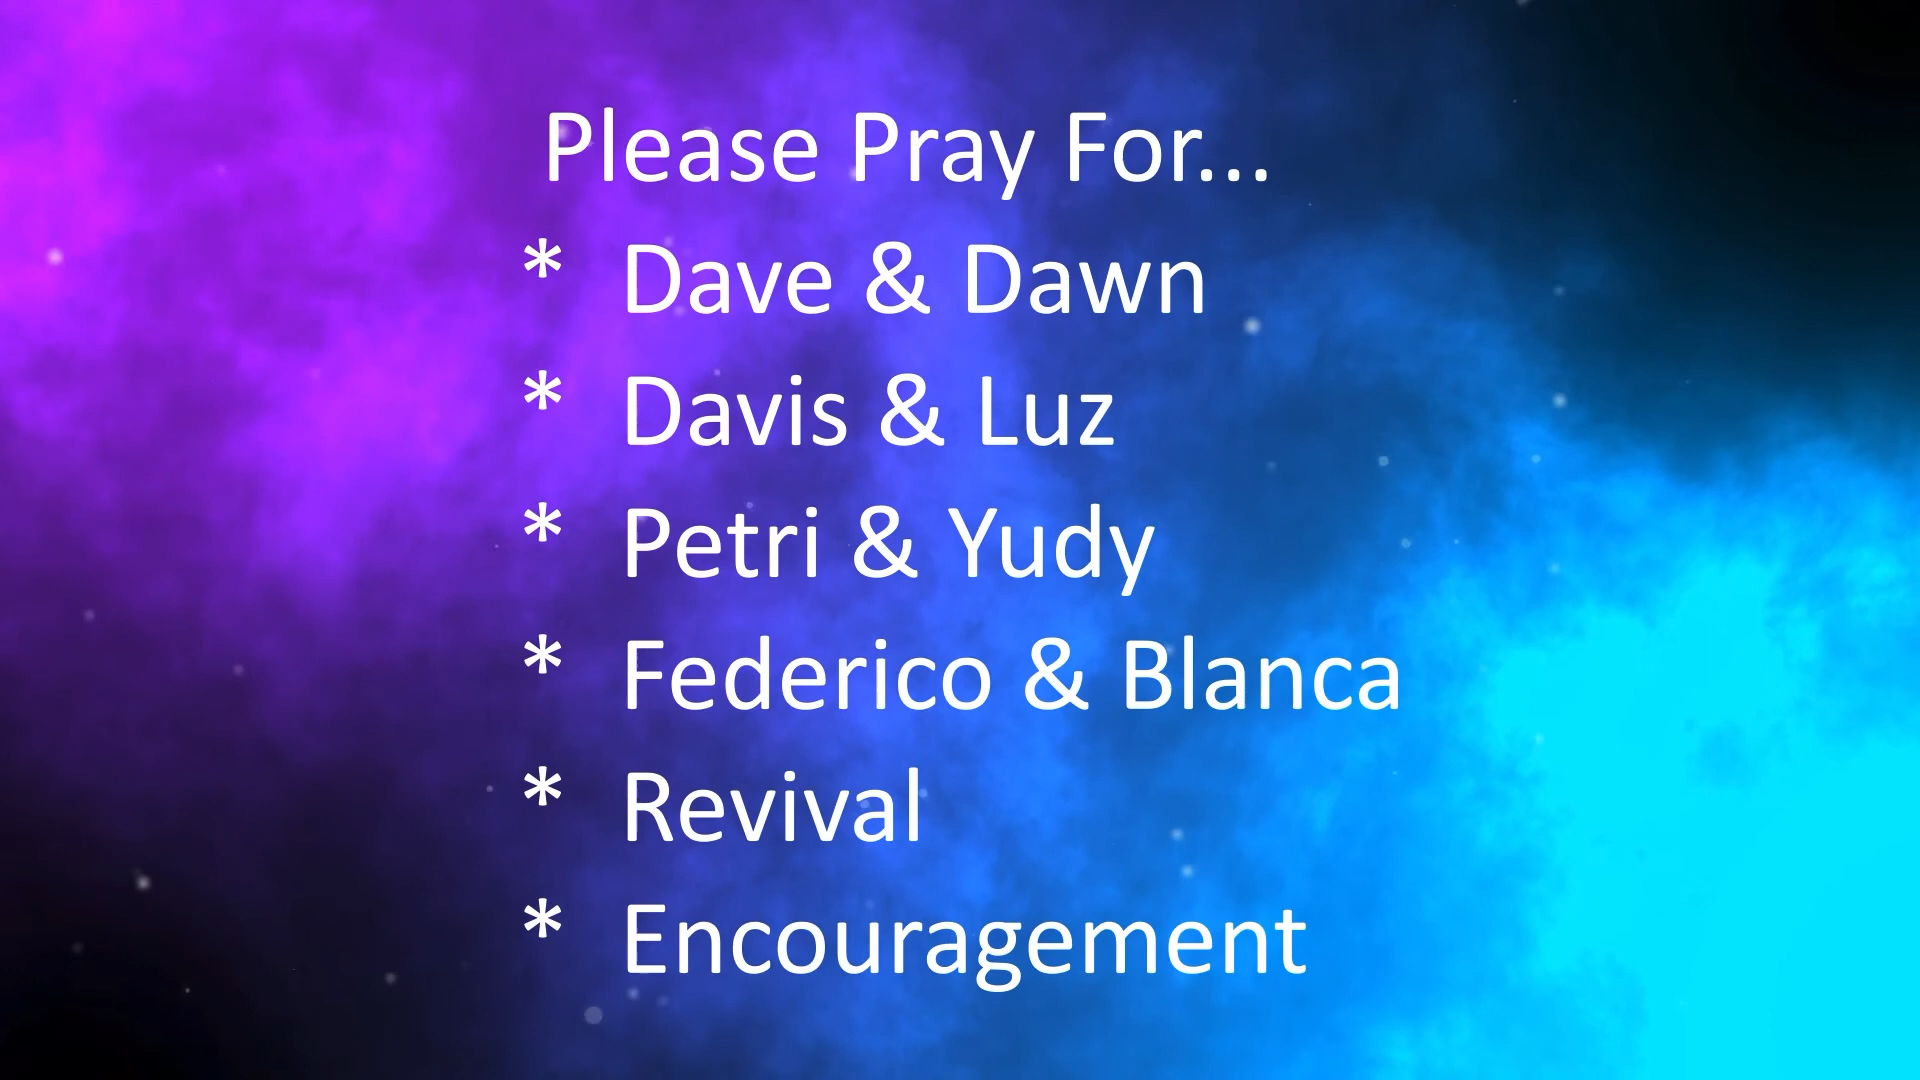 Please Pray For...
* Dave & Dawn
* Davis & Luz
* Petri & Yudy
* Federico & Blanca
* Revival
* Encouragement